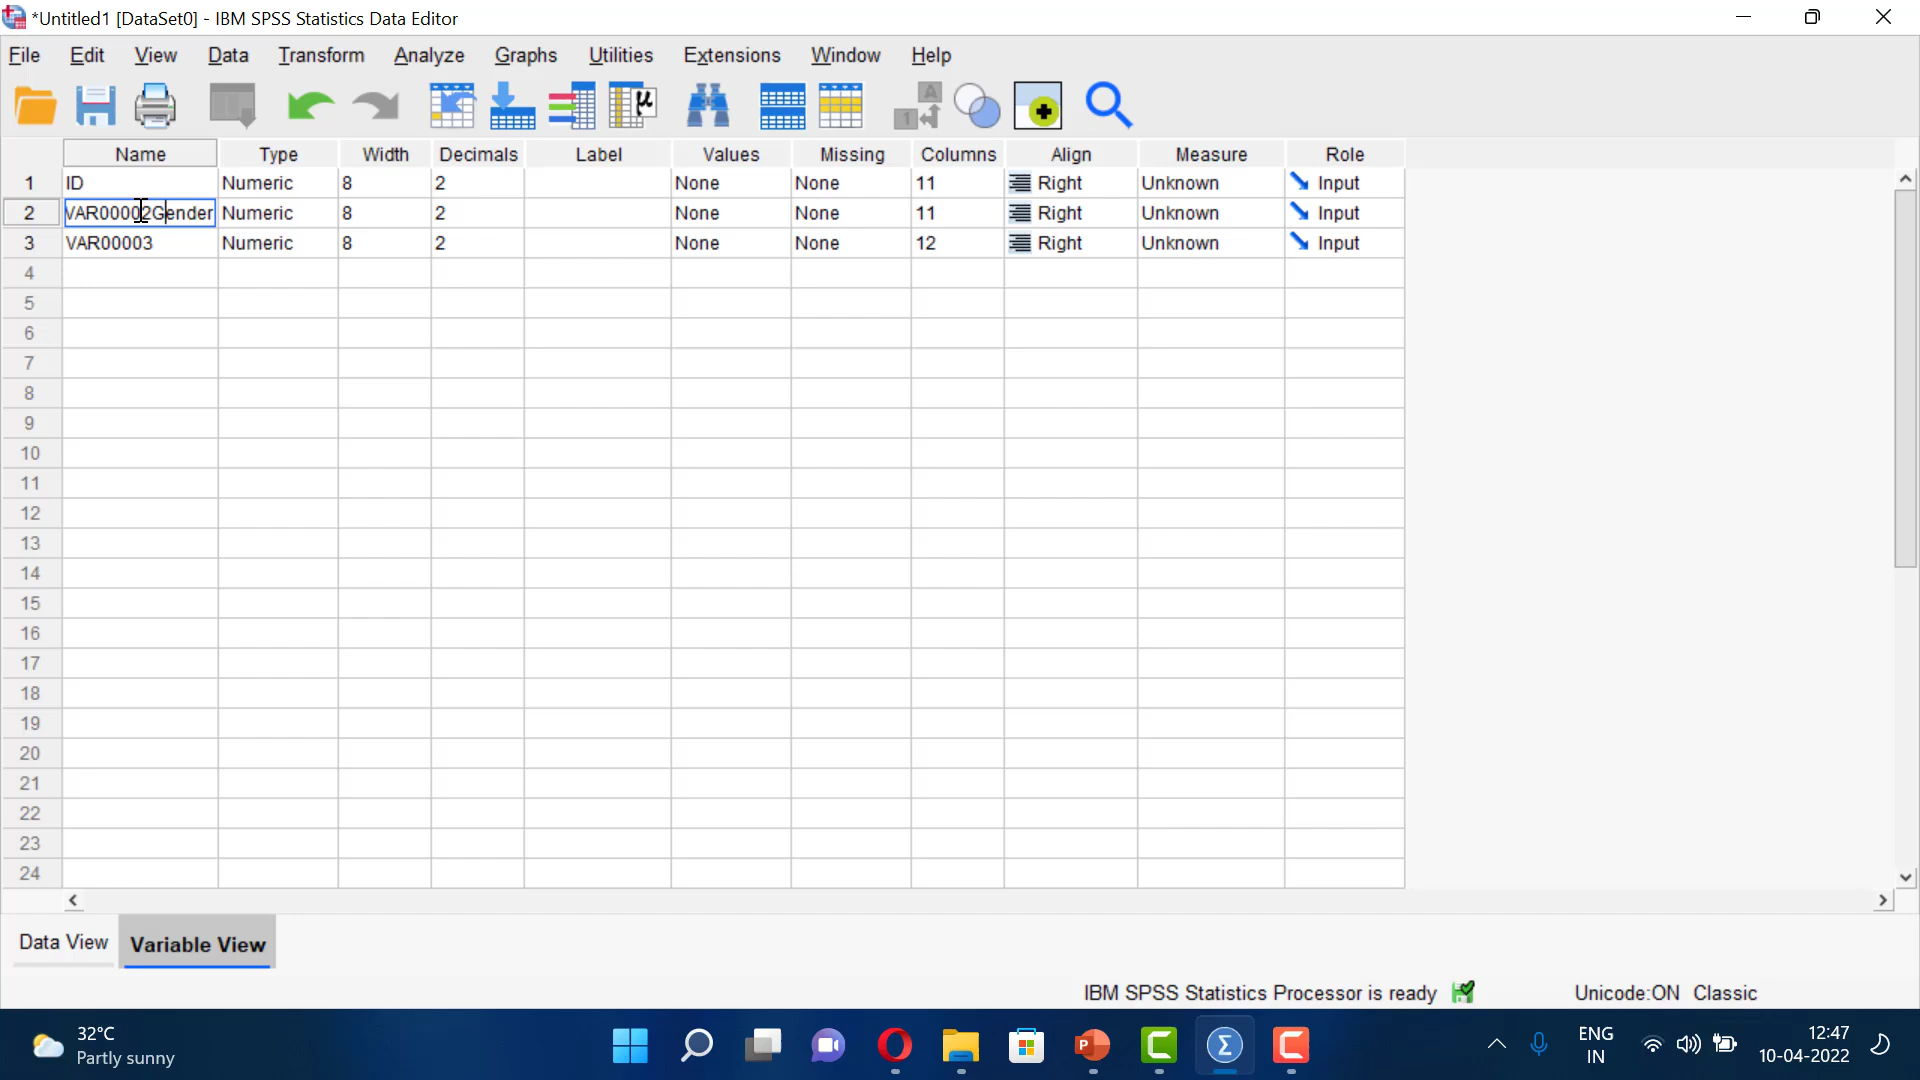 *Untitled1 [DataSet0] - IBM SPSS Statistics Data Editor
File Edit View Data Transform Analyze Graphs Utilities Extensions Window Help
Name Type Width Decimals Label Values Missing Columns Align Measure Role
1 ID Numeric 8 2 None None 11 Right Unknown Input
2 VAR00002Gender Numeric 8 2 None None 11 Right Unknown Input
3 VAR00003 Numeric 8 2 None None 12 Right Unknown Input
4
5
6
7
8
9
10
11
12
13
14
15
16
17
18
19
20
21
22
23
24
Data View Variable View
IBM SPSS Statistics Processor is ready Unicode:ON Classic
32°C
Partly sunny
ENG
IN
12:47
10-04-2022